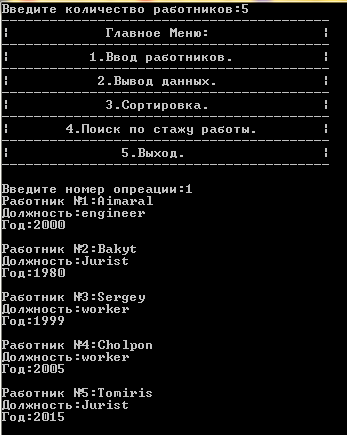 Введите количество работников:5
Главное Меню:
1.Ввод работников.
2.Вывод данных.
3.Сортировка.
4.Поиск по стажу работы.
5.Выход.
Введите номер опреации:1
Работник №1:Aimaral
Должность:engineer
Год:2000
Работник №2:Bakyt
Должность:Jurist
Год:1980
Работник №3:Sergey
Должность:worker
Год:1999
Работник №4:Cholpon
Должность:worker
Год:2005
Работник №5:Tomiris
Должность:Jurist
Год:2015